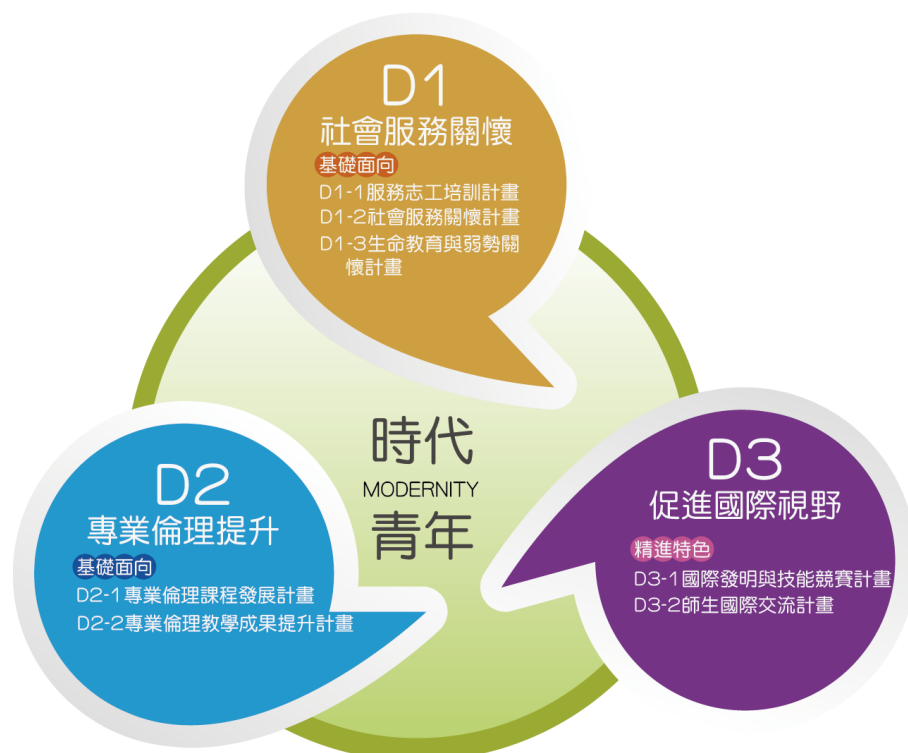 D1
社會服務關懷
基礎面向
D1-1服務志工培訓計畫
D1-2社會服務關懷計畫
D1-3生命教育與弱勢關
懷計畫
時代
MODERNITY
青年
D2
專業倫理提升
基礎面向
D2-1專業倫理課程發展計畫
D2-2專業倫理教學成果提升計畫
D3
促進國際視野
精進特色
D3-1國際發明與技能競賽計畫
D3-2師生國際交流計畫